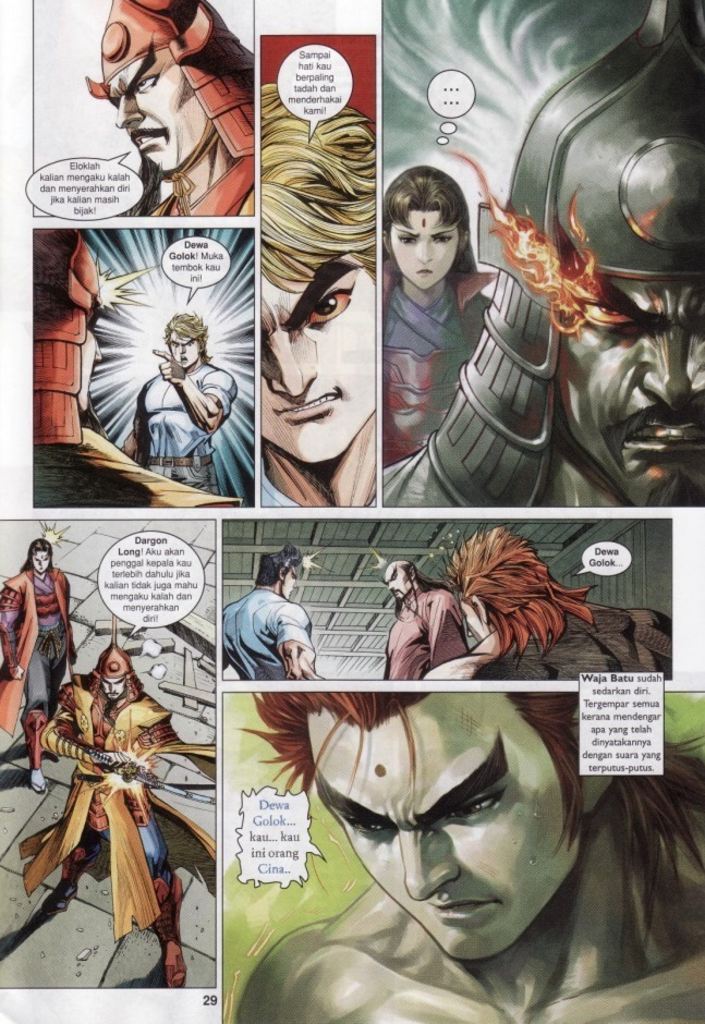 Eloklah
kalian mengaku kalah
dan menyerahkan diri
jika kalian masih
bijak!
Dewa
Golok! Muka
tembok kau
ini!
Sampai
hati kau
berpaling
tadah dan
menderhakai
kami!
...
...
Dargon
Long! Aku akan
penggal kepala kau
terlebih dahulu jika
kalian tidak juga mahu
mengaku kalah dan
menyerahkan
diri!
Dewa
Golok...
Waja Batu sudah
sedarkan diri.
Tergempar semua
kerana mendengar
apa yang telah
dinyatakannya
dengan suara yang
terputus-putus.
Dewa
Golok...
kau... kau
ini orang
Cina..
29